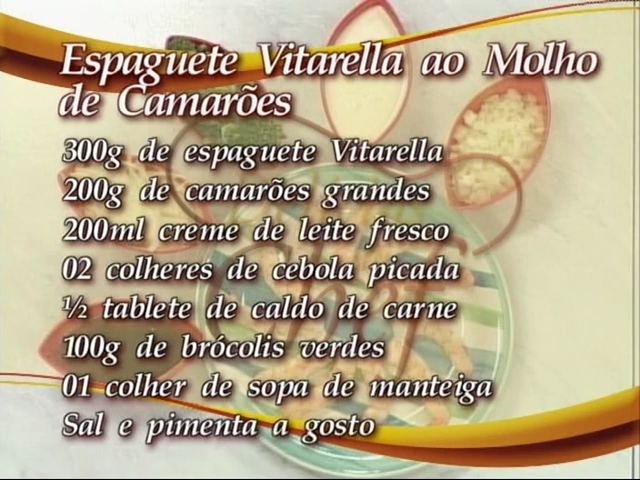 Espaguete Vitarella ao Molho
de Camarões
300g de espaguete Vitarella
200g de camarões grandes
200ml creme de leite fresco
02 colheres de cebola picada
½ tablete de caldo de carne
100g de brócolis verdes
01 colher de sopa de manteiga
Sal e pimenta a gosto
Chef